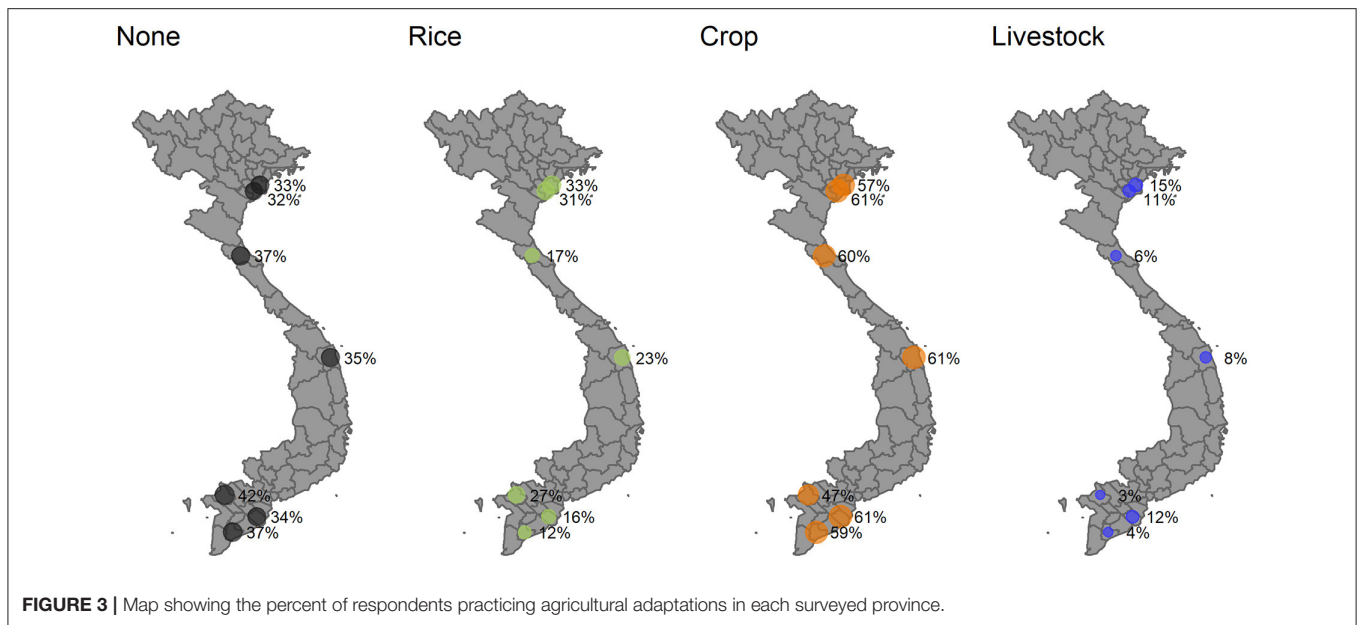 None Rice Crop Livestock
33% 33% 57% 15%
32% 31% 61% 11%
37% 17% 60% 6%
35% 23% 61% 8%
42% 27% 47% 3%
34% 16% 61% 12%
37% 12% 59% 4%
FIGURE 3 | Map showing the percent of respondents practicing agricultural adaptations in each surveyed province.